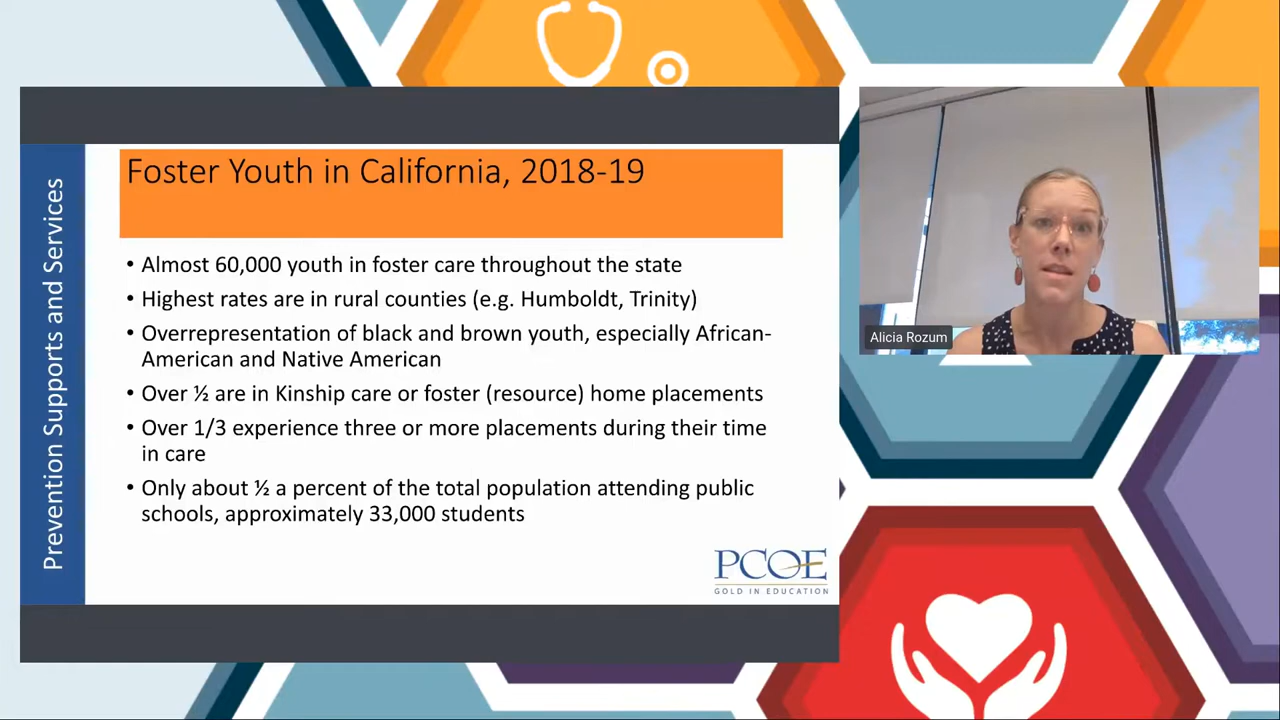 Prevention Supports and Services
Foster Youth in California, 2018-19
• Almost 60,000 youth in foster care throughout the state
• Highest rates are in rural counties (e.g. Humboldt, Trinity)
• Overrepresentation of black and brown youth, especially African-
American and Native American
• Over ½ are in Kinship care or foster (resource) home placements
• Over 1/3 experience three or more placements during their time
in care
• Only about ½ a percent of the total population attending public
schools, approximately 33,000 students
PCOE
GOLD IN EDUCATION
Alicia Rozum